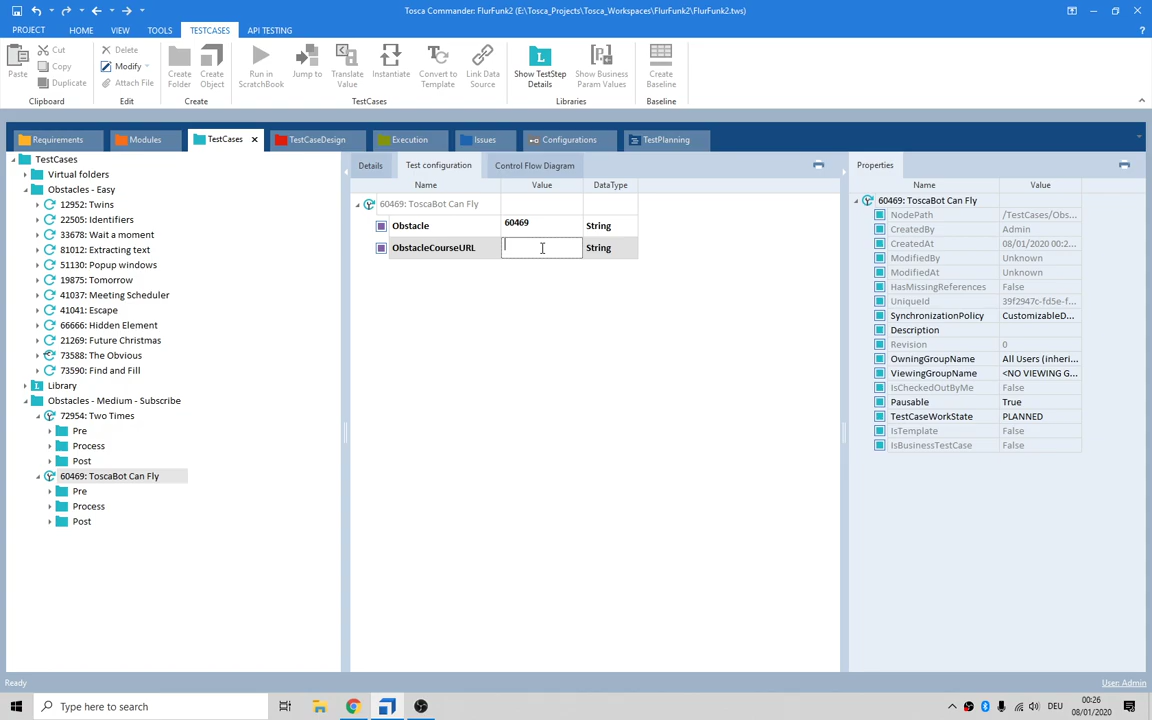 Tosca Commander: FlurFunk2 (E:\Tosca_Projects\Tosca_Workspaces\FlurFunk2\FlurFunk2.tws)
PROJECT HOME VIEW TOOLS TESTCASES API TESTING
Paste
Cut
Copy
Duplicate
Clipboard
Delete
Modify
Attach File
Edit
Create Folder
Create Object
Create
Run in ScratchBook
Jump to
Translate Value
Instantiate
Convert to Template
Link Data Source
TestCases
Show TestStep Details
Show Business Param Values
Libraries
Create Baseline
Baseline
Requirements Modules TestCases TestCaseDesign Execution Issues Configurations TestPlanning
TestCases
Virtual folders
Obstacles - Easy
12952: Twins
22505: Identifiers
33678: Wait a moment
81012: Extracting text
51130: Popup windows
19875: Tomorrow
41037: Meeting Scheduler
41041: Escape
66666: Hidden Element
21269: Future Christmas
73588: The Obvious
73590: Find and Fill
Library
Obstacles - Medium - Subscribe
72954: Two Times
Pre
Process
Post
60469: ToscaBot Can Fly
Pre
Process
Post
Details Test configuration Control Flow Diagram
Name Value DataType
60469: ToscaBot Can Fly
Obstacle 60469 String
ObstacleCourseURL String
Properties
Name Value
60469: ToscaBot Can Fly
NodePath /TestCases/Obs...
CreatedBy Admin
CreatedAt 08/01/2020 00:2...
ModifiedBy Unknown
ModifiedAt Unknown
HasMissingReferences False
UniqueId 39f2947c-fd5e-f...
SynchronizationPolicy CustomizableD...
Description
Revision 0
OwningGroupName All Users (inheri...
ViewingGroupName <NO VIEWING G...
IsCheckedOutByMe False
Pausable True
TestCaseWorkState PLANNED
IsTemplate False
IsBusinessTestCase False
Ready User: Admin
Type here to search
DEU
00:26
08/01/2020